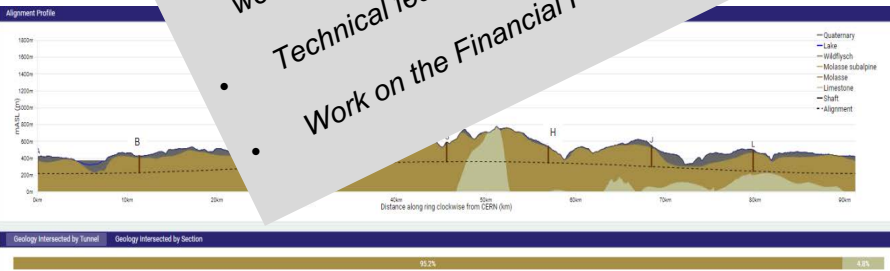 • Technical
• Work on the Financial
Alignment Profile
Quaternary
Lake
Wildflysch
Molasse subalpine
Molasse
Limestone
Shaft
Alignment
mASL (m)
1800m
1600m
1400m
1200m
1000m
800m
600m
400m
200m
0m
B
H
J
L
0km
10km
20km
40km
50km
60km
70km
80km
90km
Distance along ring clockwise from CERN (km)
Geology Intersected by Tunnel Geology Intersected by Section
95.2% 4.8%